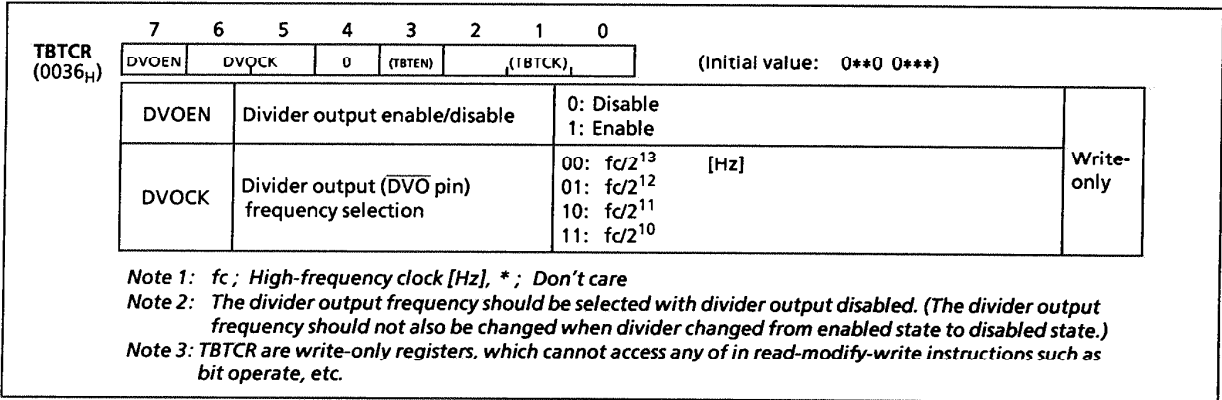 7 6 5 4 3 2 1 0
TBTCR
(0036H)
DVOEN DVOCK 0 (TBTEN) (TBTCK) (Initial value: 0**0 0***)
DVOEN Divider output enable/disable 0: Disable
1: Enable
DVOCK Divider output (DVO pin)
frequency selection
00: fc/2^13 [Hz]
01: fc/2^12
10: fc/2^11
11: fc/2^10
Write-
only
Note 1: fc ; High-frequency clock [Hz], * ; Don't care
Note 2: The divider output frequency should be selected with divider output disabled. (The divider output
frequency should not also be changed when divider changed from enabled state to disabled state.)
Note 3: TBTCR are write-only registers, which cannot access any of in read-modify-write instructions such as
bit operate, etc.